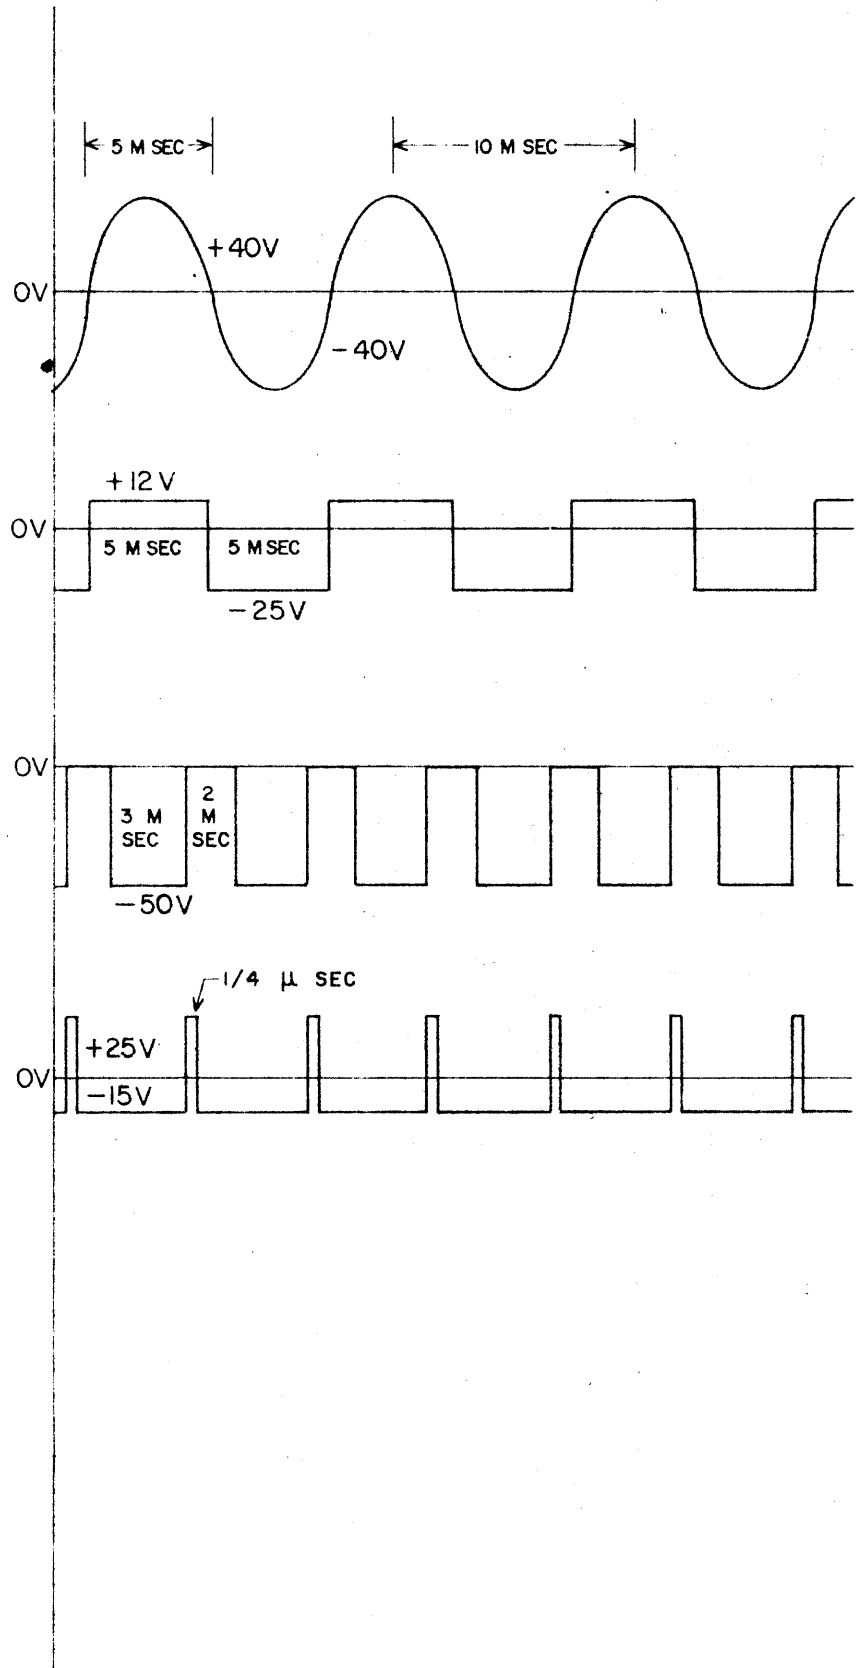 5 M SEC
10 M SEC
+40V
0V
-40V
+12V
0V
5 M SEC
5 MSEC
-25V
0V
3 M
SEC
2
M
SEC
-50V
1/4 μ SEC
+25V
0V
-15V